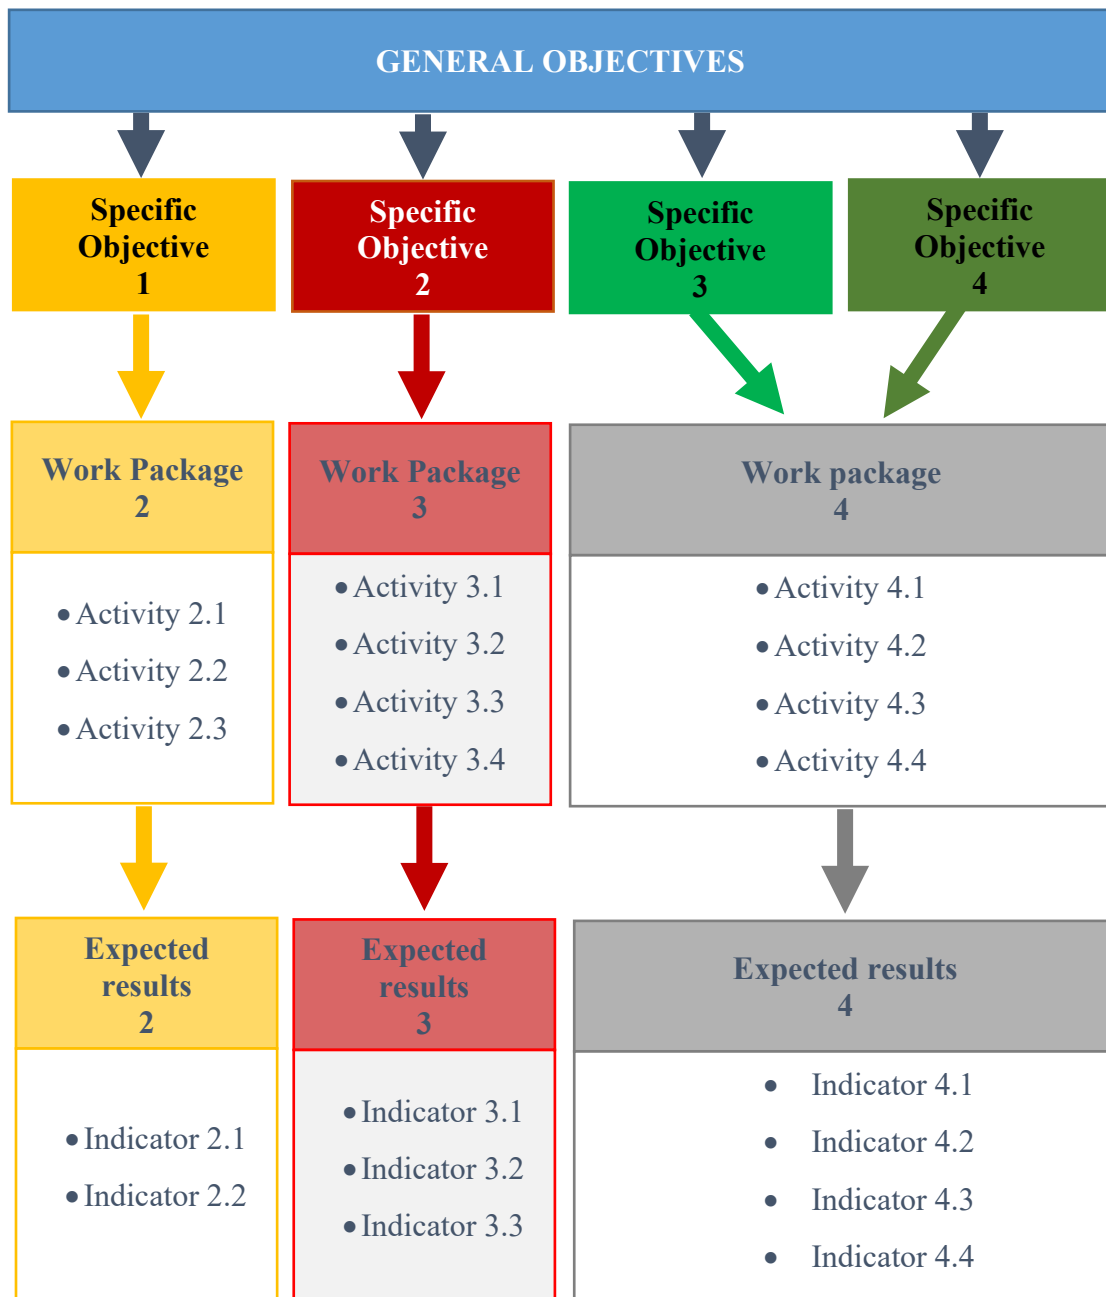 GENERAL OBJECTIVES
Specific
Objective
1
Specific
Objective
2
Specific
Objective
3
Specific
Objective
4
Work Package
2
• Activity 2.1
• Activity 2.2
• Activity 2.3
Work Package
3
• Activity 3.1
• Activity 3.2
• Activity 3.3
• Activity 3.4
Work package
4
• Activity 4.1
• Activity 4.2
• Activity 4.3
• Activity 4.4
Expected
results
2
• Indicator 2.1
• Indicator 2.2
Expected
results
3
• Indicator 3.1
• Indicator 3.2
• Indicator 3.3
Expected results
4
• Indicator 4.1
• Indicator 4.2
• Indicator 4.3
• Indicator 4.4